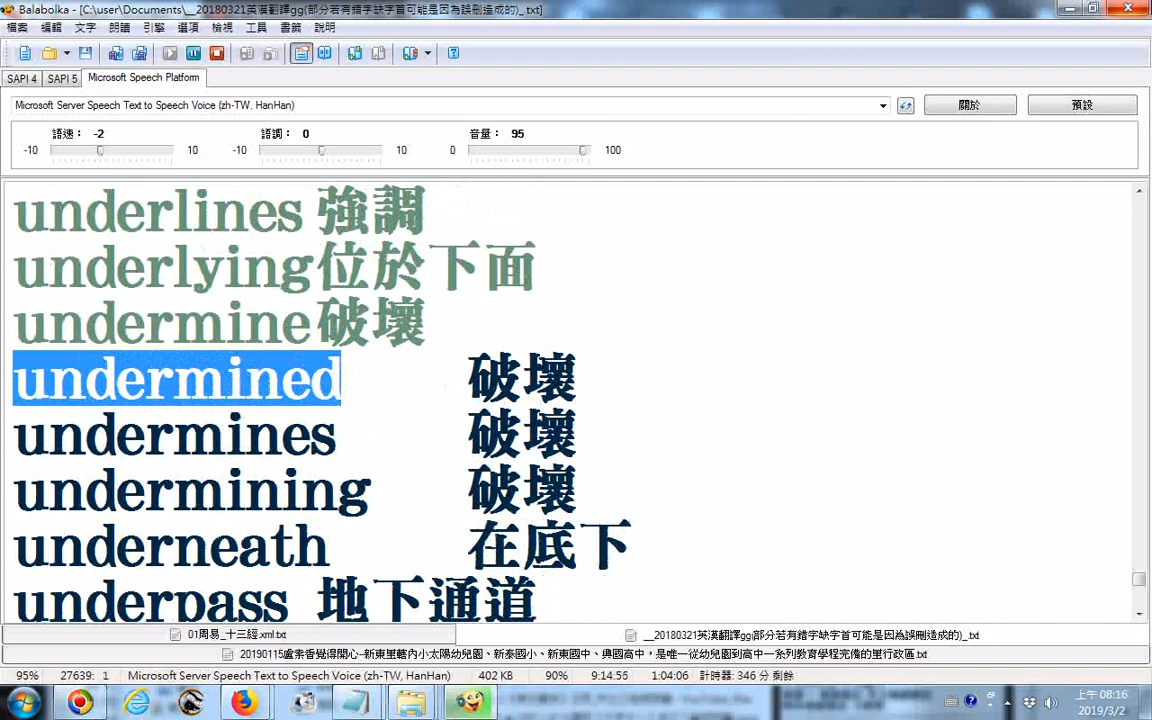 Balabolka - [C:\user\Documents\__20180321英漢翻譯gg(部分若有錯字缺字首可能是因為誤刪造成的)_.txt]
檔案 編輯 文字 朗讀 引擎 選項 檢視 工具 書籤 說明
SAPI 4 SAPI 5 Microsoft Speech Platform
Microsoft Server Speech Text to Speech Voice (zh-TW, HanHan) 關於 預設
語速： -2 語調： 0 音量： 95
-10 10 -10 10 0 100
underlines 強調
underlying位於下面
undermine破壞
undermined 破壞
undermines 破壞
undermining 破壞
underneath 在底下
underpass 地下通道
01周易_十三經.xml.txt __20180321英漢翻譯gg(部分若有錯字缺字首可能是因為誤刪造成的)_.txt
20190115盧素香覺得開心-新東里轄內小太陽幼兒園、新泰國小、新東國中、興國高中，是唯一從幼兒園到高中一系列教育學程完備的里行政區.txt
95% 27639: 1 Microsoft Server Speech Text to Speech Voice (zh-TW, HanHan) 402 KB 90% 9:14:55 1:04:06 計時器: 346 分 剩餘
上午 08:16
2019/3/2